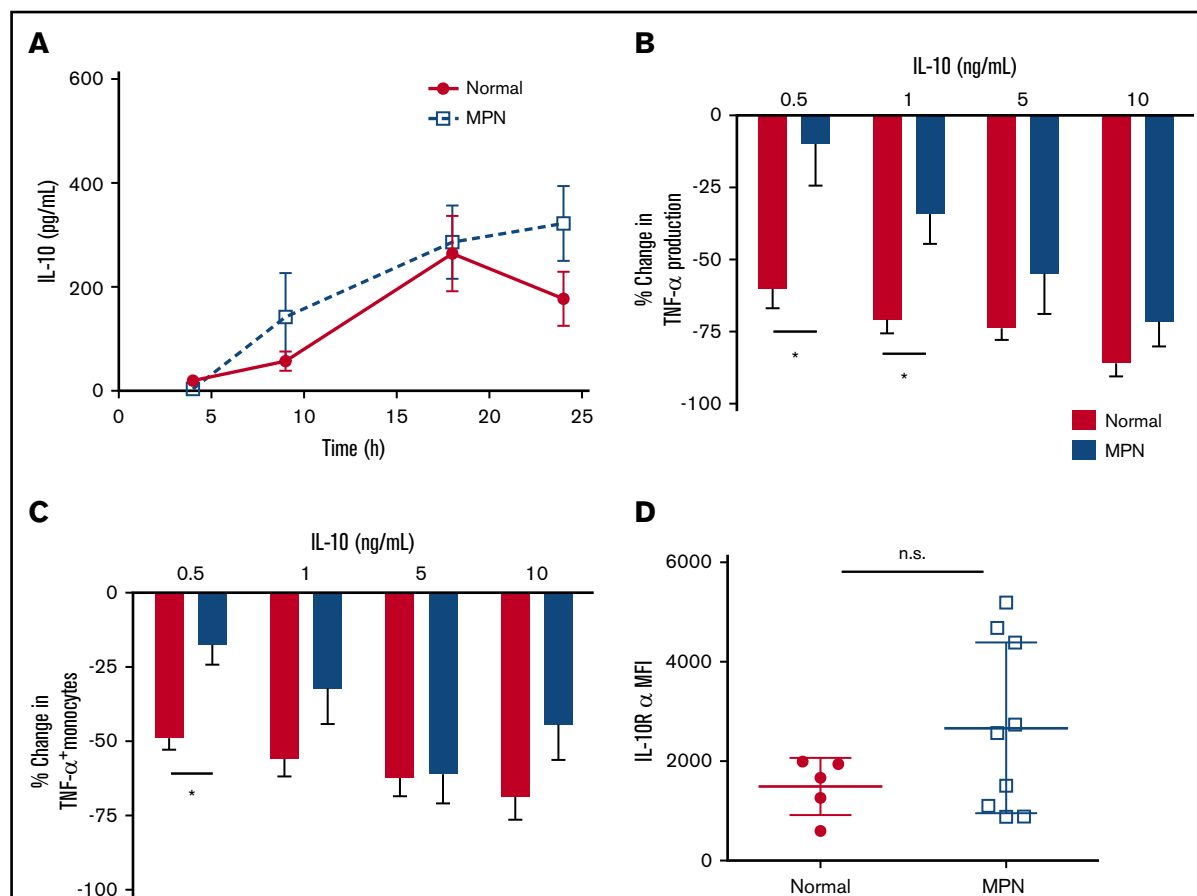 A
IL-10 (pg/mL)
600
400
200
0
0 5 10 15 20 25
Time (h)
Normal
MPN
B
IL-10 (ng/mL)
0.5 1 5 10
% Change in
TNF-α production
0
-25
-50
-75
-100
*
*
Normal
MPN
C
IL-10 (ng/mL)
0.5 1 5 10
% Change in
TNF-α+monocytes
0
-25
-50
-75
-100
*
D
IL-10R α MFI
6000
4000
2000
0
n.s.
Normal MPN